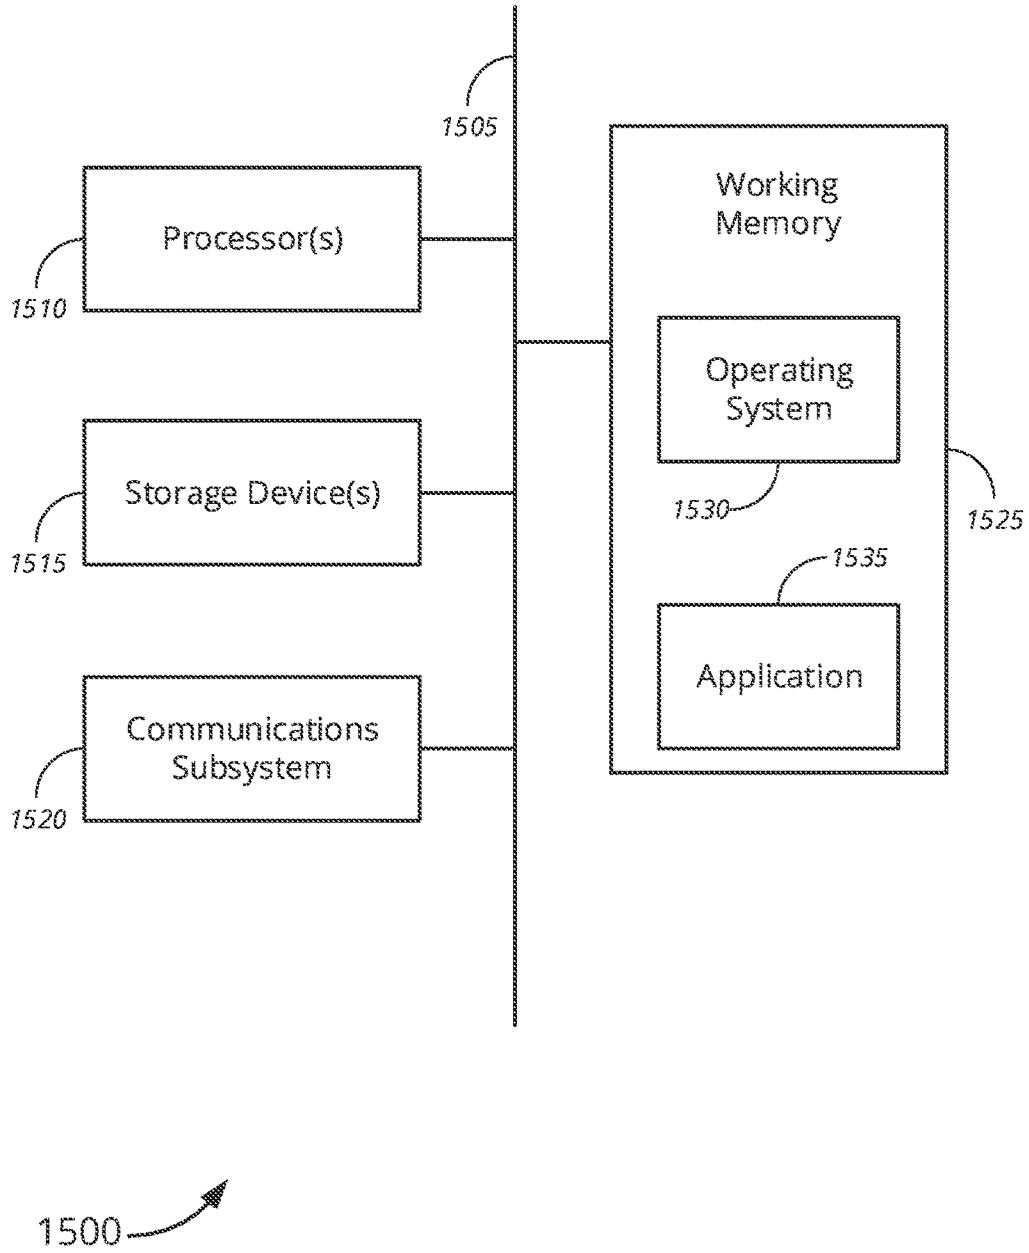 1505
Working
Memory
Processor(s)
1510
Operating
System
1530
1525
Storage Device(s)
1515
1535
Application
Communications
Subsystem
1520
1500